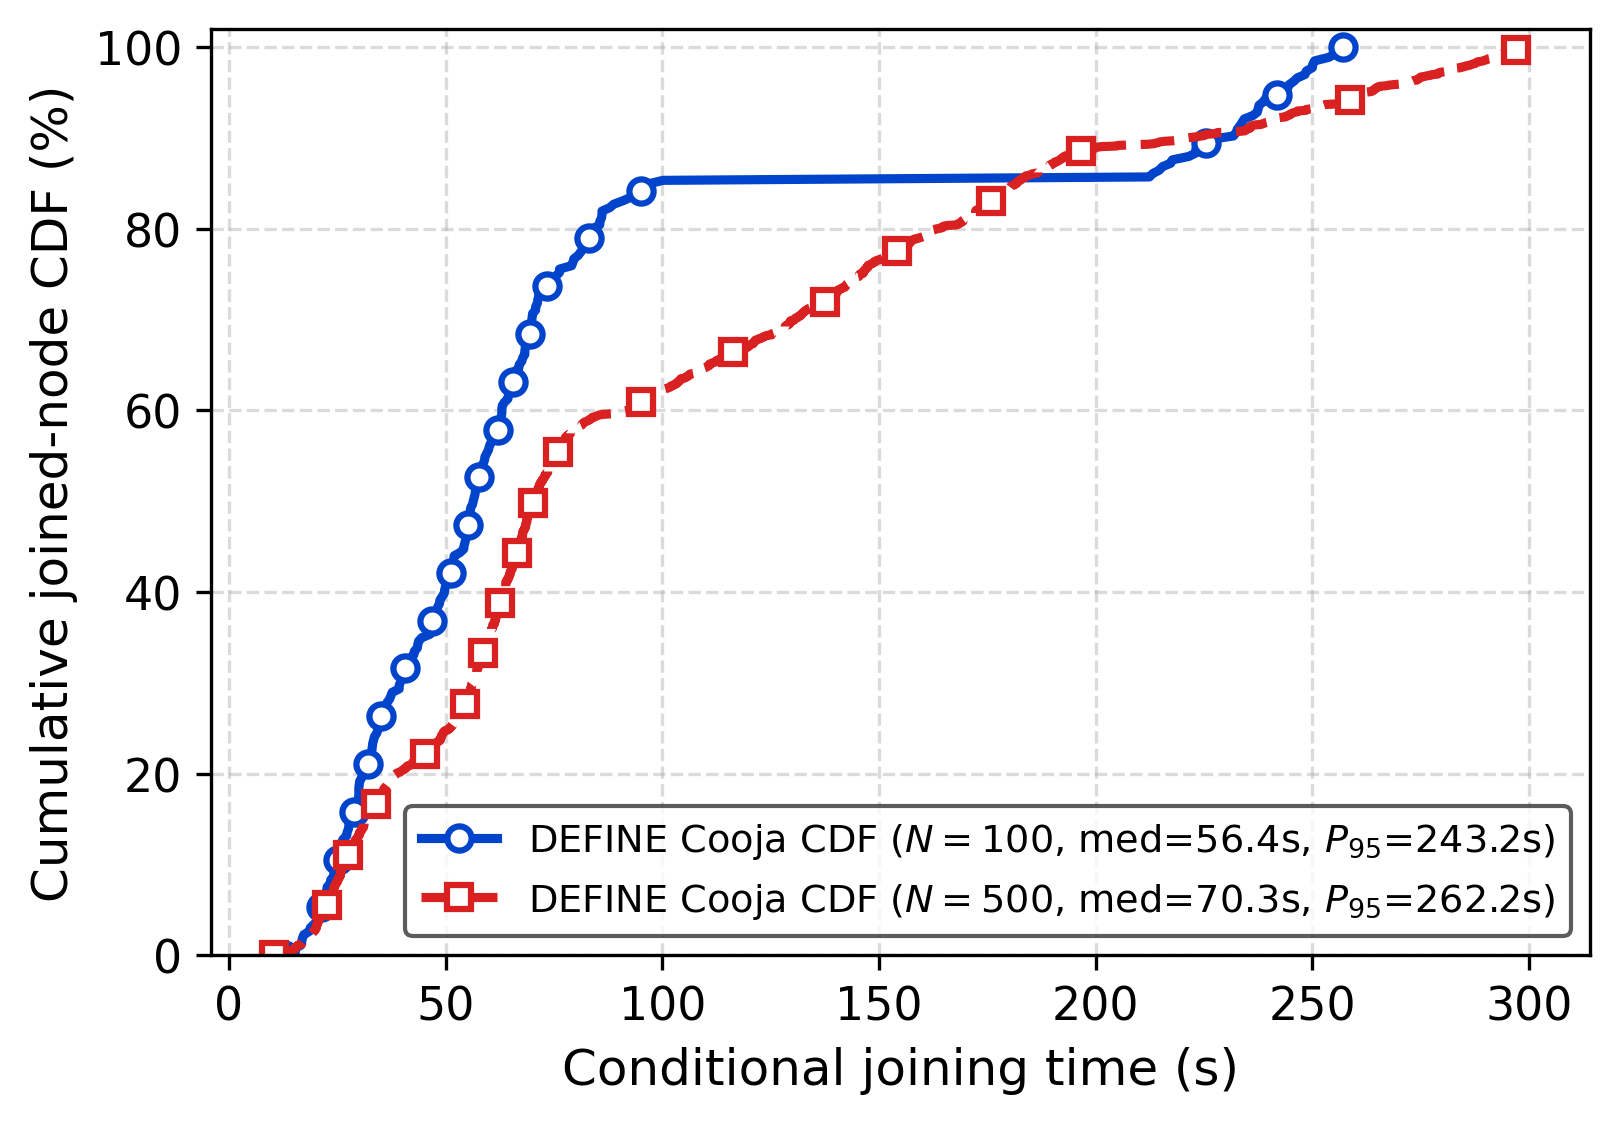 Cumulative joined-node CDF (%)
100
80
60
40
20
0
DEFINE Cooja CDF (N = 100, med=56.4s, P95=243.2s)
DEFINE Cooja CDF (N = 500, med=70.3s, P95=262.2s)
0 50 100 150 200 250 300
Conditional joining time (s)